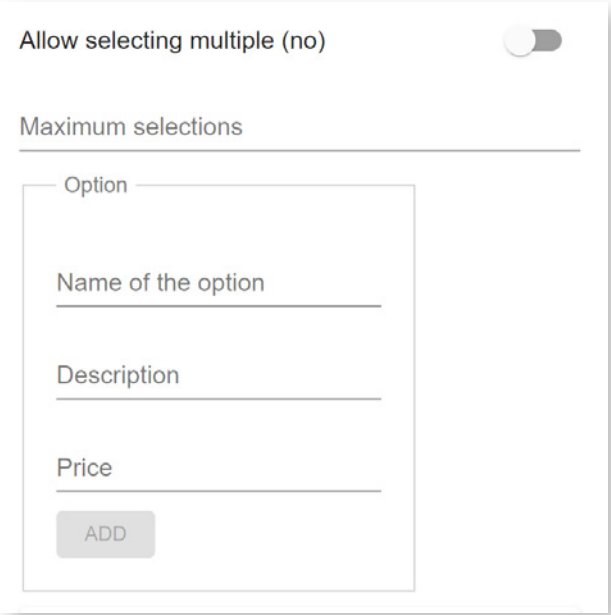 Allow selecting multiple (no)
Maximum selections
Option
Name of the option
Description
Price
ADD